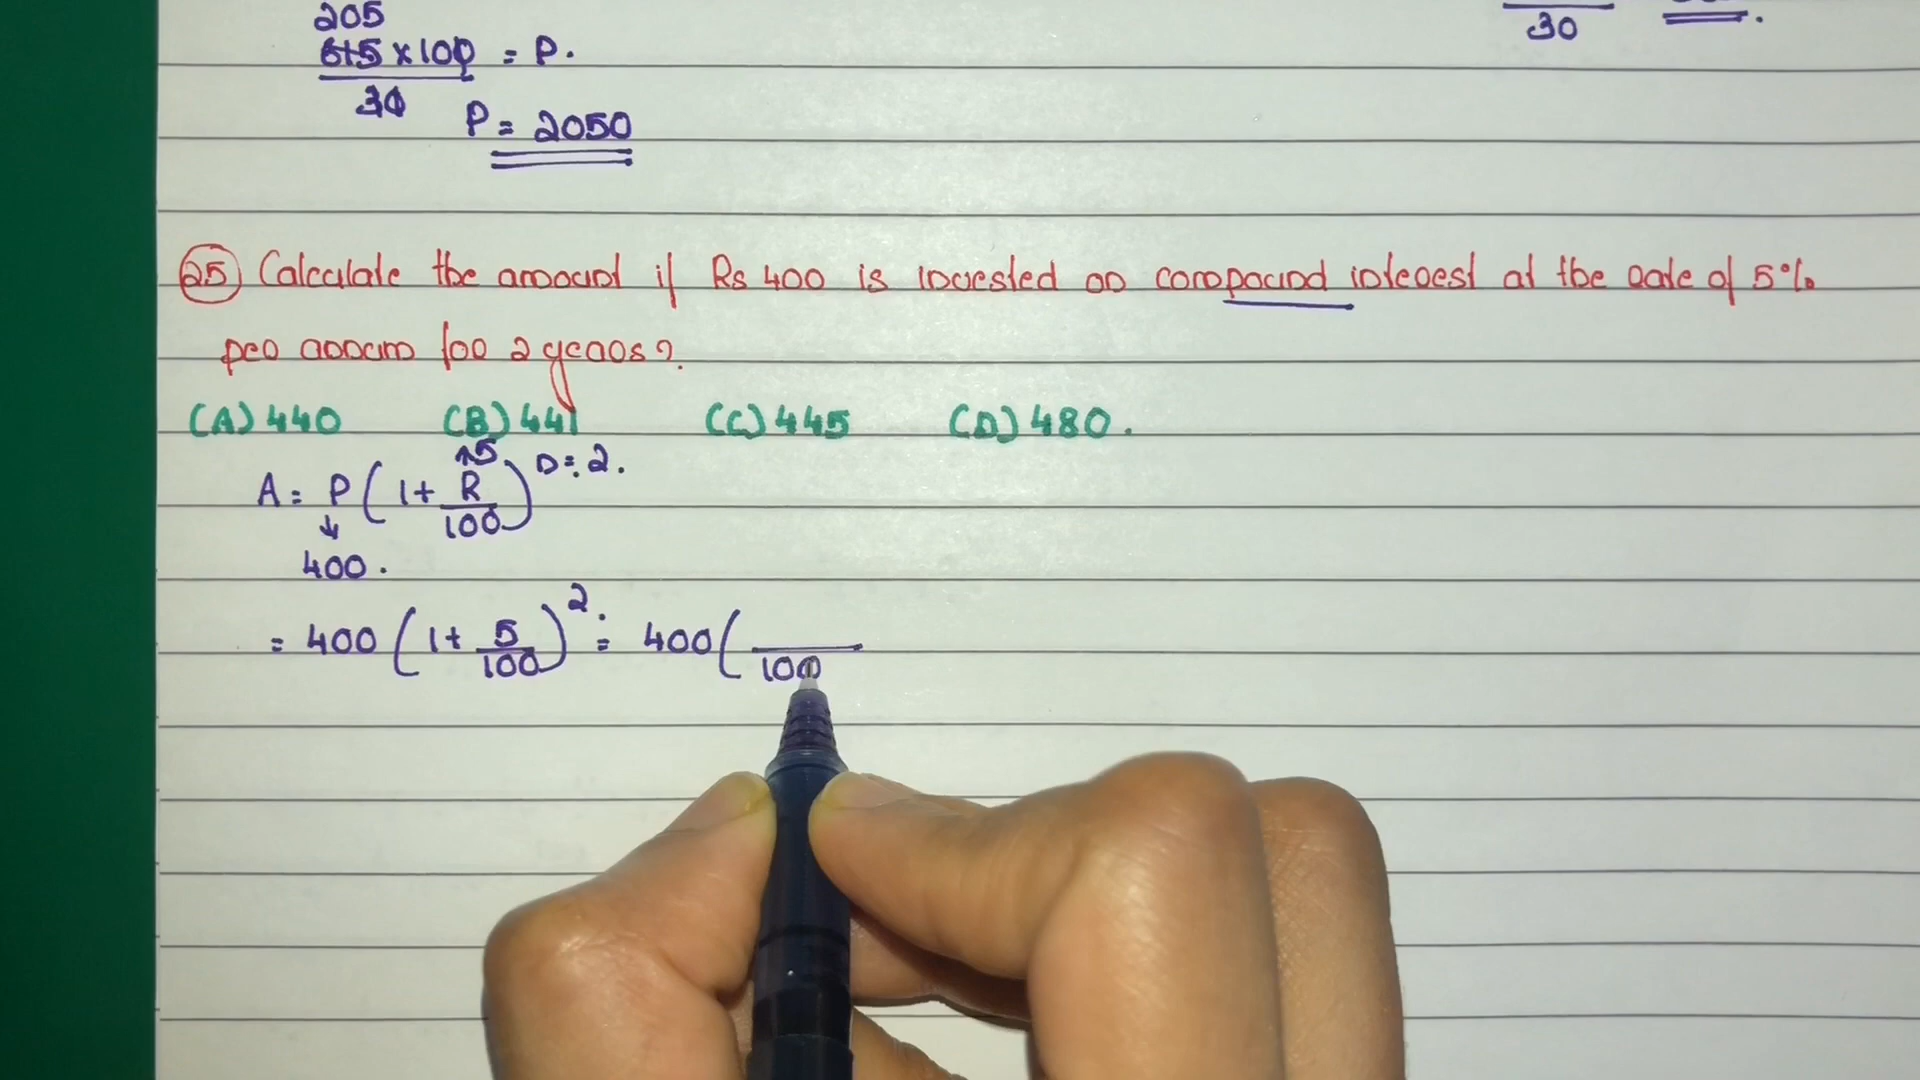 205
615 x 100 = P.
30
30
P = 2050
25) Calculate the amount if Rs 400 is invested on compound interest at the rate of 5%
per annum for 2 years?
(A) 440 (B) 441 (C) 445 (D) 480.
A = P (1 + R/100)^n = 2.
↗5
↓
400.
= 400 (1 + 5/100)^2 = 400 ( /100